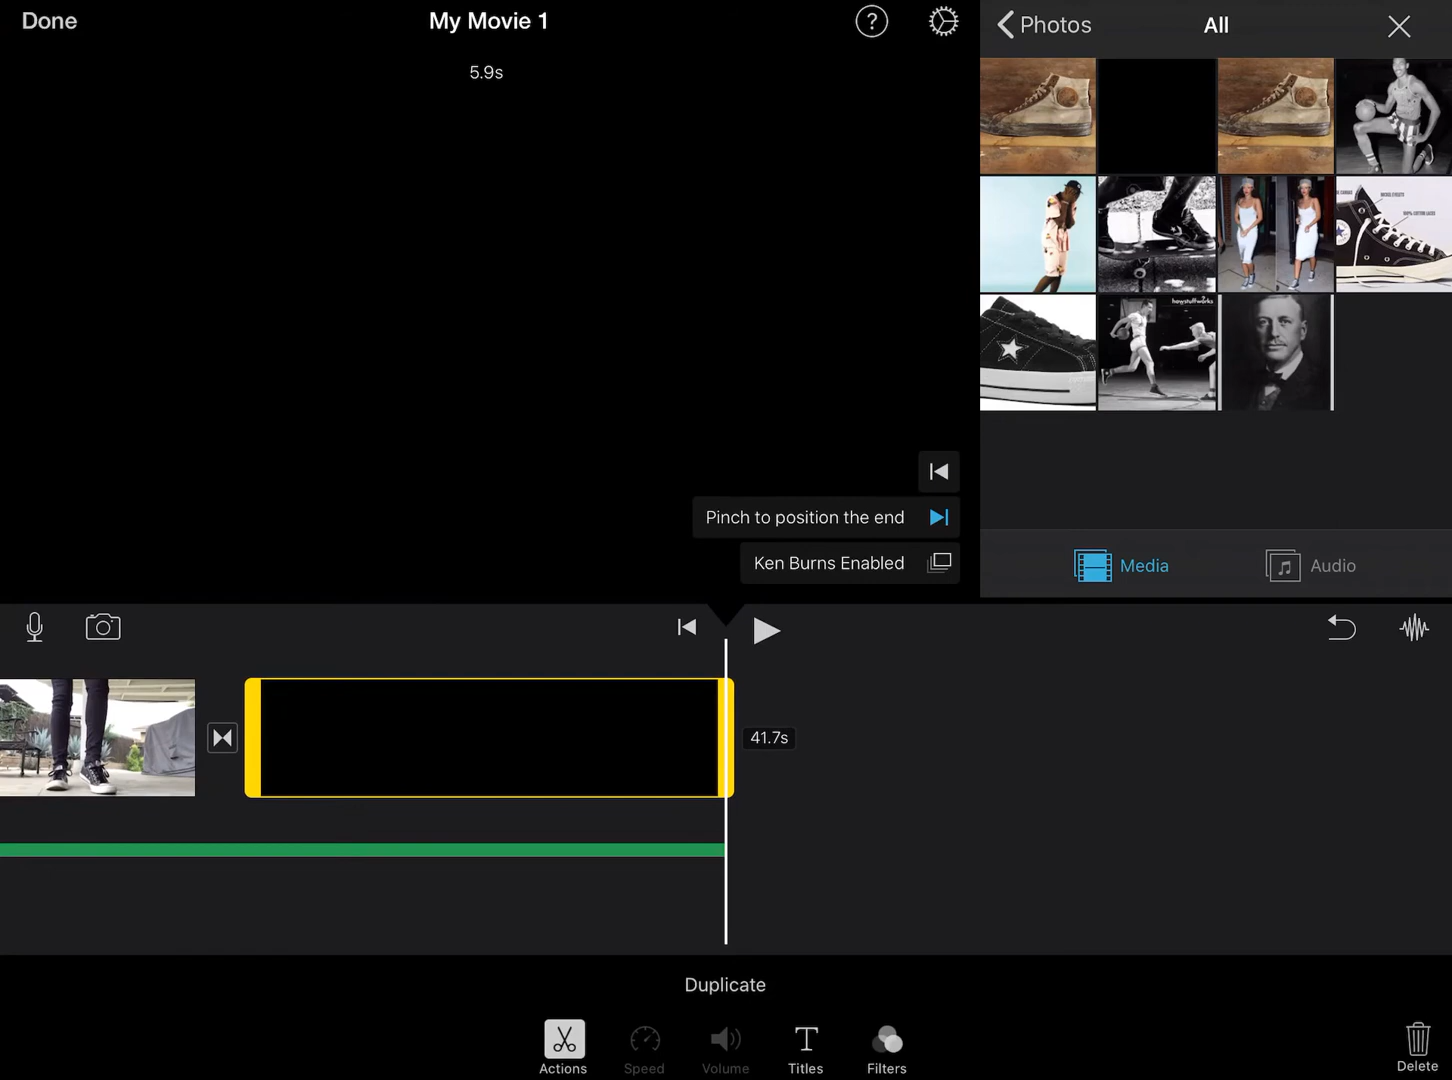 Done
My Movie 1
?
5.9s
Photos
All
howstuffworks
Pinch to position the end
Ken Burns Enabled
Media
Audio
41.7s
Duplicate
Actions
Speed
Volume
Titles
Filters
Delete